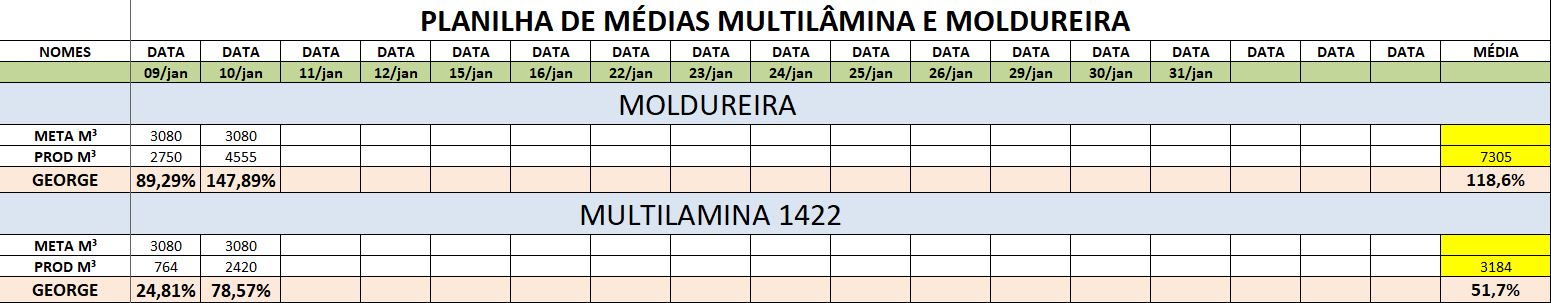 PLANILHA DE MÉDIAS MULTILÂMINA E MOLDUREIRA
NOMES DATA DATA DATA DATA DATA DATA DATA DATA DATA DATA DATA DATA DATA DATA DATA DATA DATA DATA MÉDIA
09/jan 10/jan 11/jan 12/jan 15/jan 16/jan 22/jan 23/jan 24/jan 25/jan 26/jan 29/jan 30/jan 31/jan
MOLDUREIRA
META M³ 3080 3080
PROD M³ 2750 4555 7305
GEORGE 89,29% 147,89% 118,6%
MULTILAMINA 1422
META M³ 3080 3080
PROD M³ 764 2420 3184
GEORGE 24,81% 78,57% 51,7%